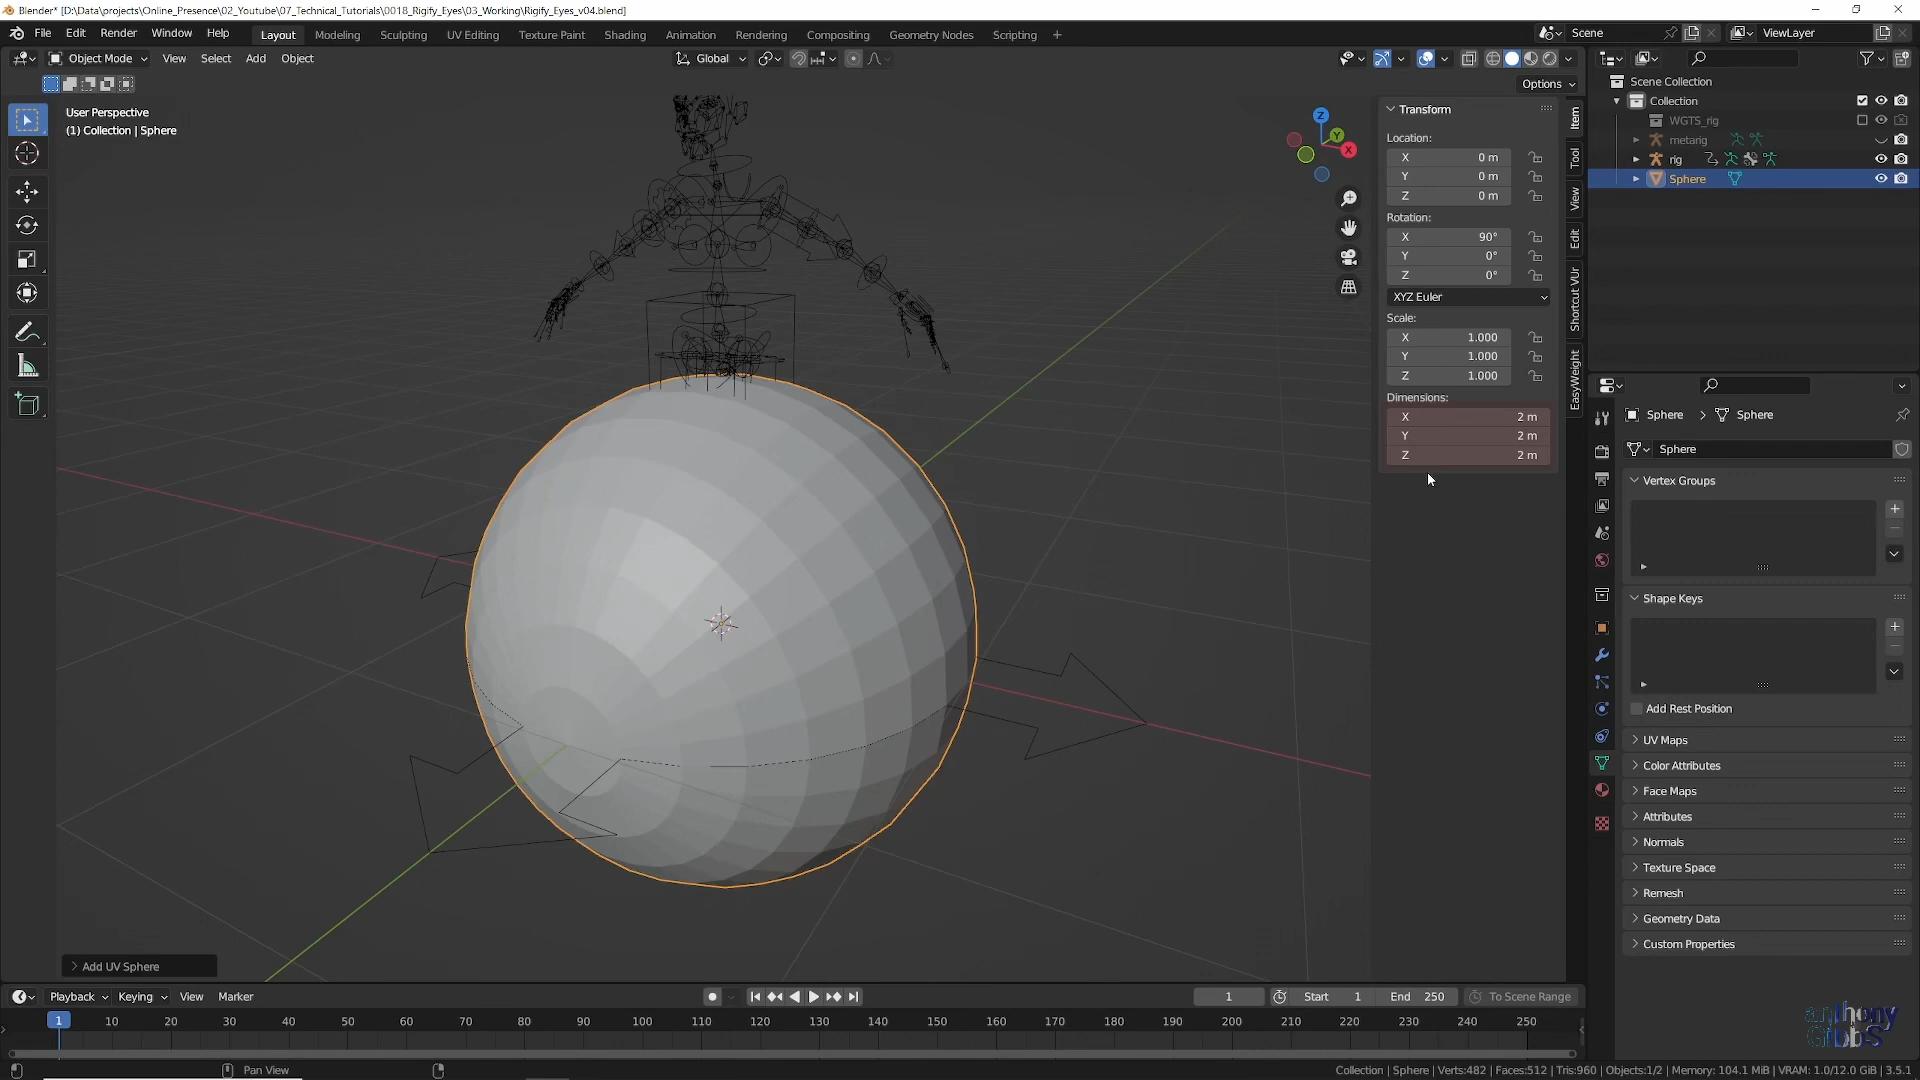 Blender* [D:\Data\projects\Online_Presence\02_Youtube\07_Technical_Tutorials\0018_Rigify_Eyes\03_Working\Rigify_Eyes_v04.blend]
File Edit Render Window Help Layout Modeling Sculpting UV Editing Texture Paint Shading Animation Rendering Compositing Geometry Nodes Scripting + Scene ViewLayer
Object Mode View Select Add Object Global
Options
User Perspective
(1) Collection | Sphere
Transform
Location:
X 0 m
Y 0 m
Z 0 m
Rotation:
X 90°
Y 0°
Z 0°
XYZ Euler
Scale:
X 1.000
Y 1.000
Z 1.000
Dimensions:
X 2 m
Y 2 m
Z 2 m
Item
Tool
View
Edit
Shortcut VUr
EasyWeight
Z
Y
X
Scene Collection
Collection
WGTS_rig
metarig
rig
Sphere
Sphere > Sphere
Sphere
Vertex Groups
Shape Keys
Add Rest Position
UV Maps
Color Attributes
Face Maps
Attributes
Normals
Texture Space
Remesh
Geometry Data
Custom Properties
> Add UV Sphere
Playback Keying View Marker 1 Start 1 End 250 To Scene Range
1 10 20 30 40 50 60 70 80 90 100 110 120 130 140 150 160 170 180 190 200 210 220 230 240 250
anthony
GibbS
Pan View
Collection | Sphere | Verts:482 | Faces:512 | Tris:960 | Objects:1/2 | Memory: 104.1 MiB | VRAM: 1.0/12.0 GiB | 3.5.1